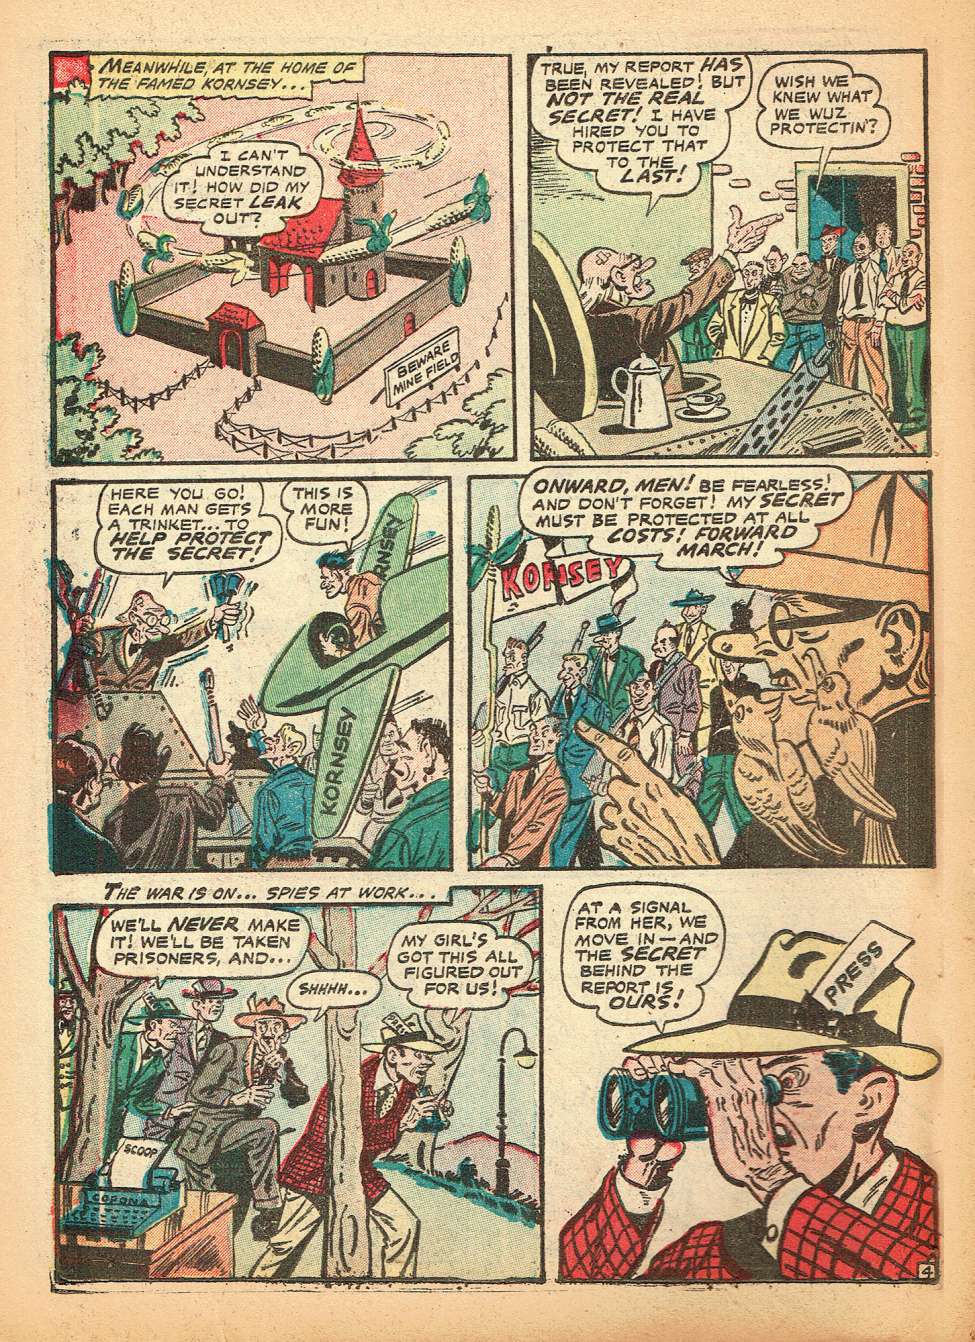 MEANWHILE, AT THE HOME OF
THE FAMED KORNSEY...
I CAN'T
UNDERSTAND
IT! HOW DID MY
SECRET LEAK
OUT?
BEWARE
MINE FIELD
TRUE, MY REPORT HAS
BEEN REVEALED! BUT
NOT THE REAL
SECRET! I HAVE
HIRED YOU TO
PROTECT THAT
TO THE
LAST!
WISH WE
KNEW WHAT
WE WUZ
PROTECTIN'?
HERE YOU GO!
EACH MAN GETS
A TRINKET... TO
HELP PROTECT
THE SECRET!
THIS IS
MORE
FUN!
KORNSEY
KORNSEY
ONWARD, MEN! BE FEARLESS!
AND DON'T FORGET! MY SECRET
MUST BE PROTECTED AT ALL
COSTS! FORWARD
MARCH!
KORNSEY
THE WAR IS ON... SPIES AT WORK...
WE'LL NEVER MAKE
IT! WE'LL BE TAKEN
PRISONERS, AND...
SHHHH...
MY GIRL'S
GOT THIS ALL
FIGURED OUT
FOR US!
PRESS
SCOOP
CORONA
AT A SIGNAL
FROM HER, WE
MOVE IN—AND
THE SECRET
BEHIND THE
REPORT IS
OURS!
PRESS
4